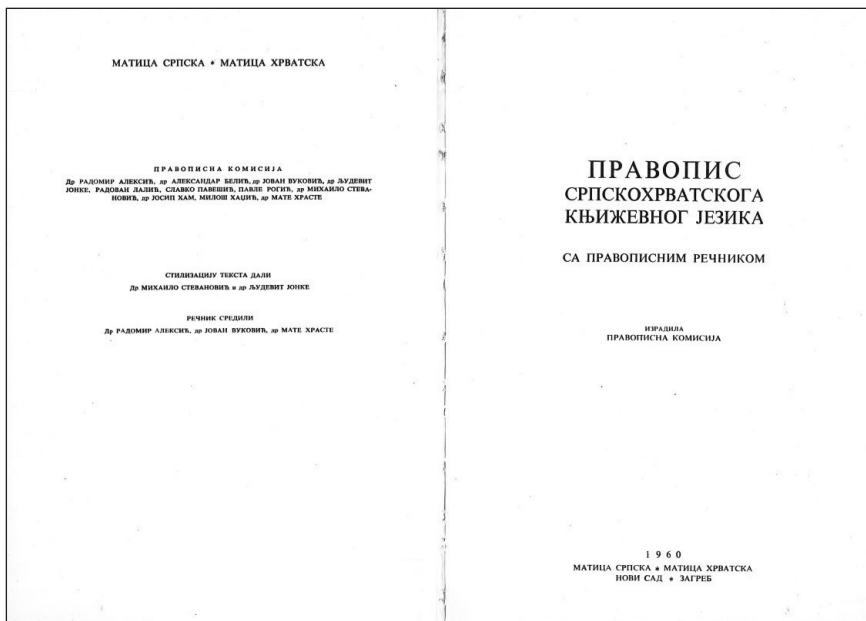 МАТИЦА СРПСКА • МАТИЦА ХРВАТСКА
ПРАВОПИСНА КОМИСИЈА
Др РАДОМИР АЛЕКСИЋ, др АЛЕКСАНДАР БЕЛИЋ, др ЈОВАН ВУКОВИЋ, др ЉУДЕВИТ
ЈОНКЕ, РАДОВАН ЛАЛИЋ, СЛАВКО ПАВЕШИЋ, ПАВЛЕ РОГИЋ, др МИХАИЛО СТЕВА-
НОВИЋ, др ЈОСИП ХАМ, МИЛОШ ХАЏИЋ, др МАТЕ ХРАСТЕ
СТИЛИЗАЦИЈУ ТЕКСТА ДАЛИ
Др МИХАИЛО СТЕВАНОВИЋ и др ЉУДЕВИТ ЈОНКЕ
РЕЧНИК СРЕДИЛИ
Др РАДОМИР АЛЕКСИЋ, др ЈОВАН ВУКОВИЋ, др МАТЕ ХРАСТЕ
ПРАВОПИС
СРПСКОХРВАТСКОГА
КЊИЖЕВНОГ ЈЕЗИКА
СА ПРАВОПИСНИМ РЕЧНИКОМ
ИЗРАДИЛА
ПРАВОПИСНА КОМИСИЈА
1960
МАТИЦА СРПСКА • МАТИЦА ХРВАТСКА
НОВИ САД • ЗАГРЕБ